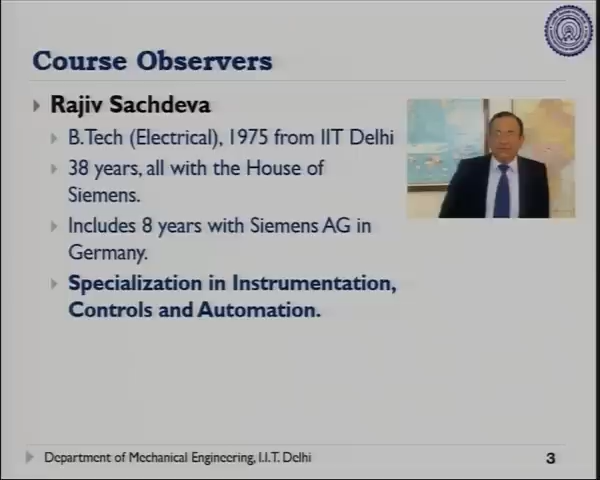 Course Observers
Rajiv Sachdeva
B.Tech (Electrical), 1975 from IIT Delhi
38 years, all with the House of
Siemens.
Includes 8 years with Siemens AG in
Germany.
Specialization in Instrumentation,
Controls and Automation.
Department of Mechanical Engineering, I.I.T. Delhi
3